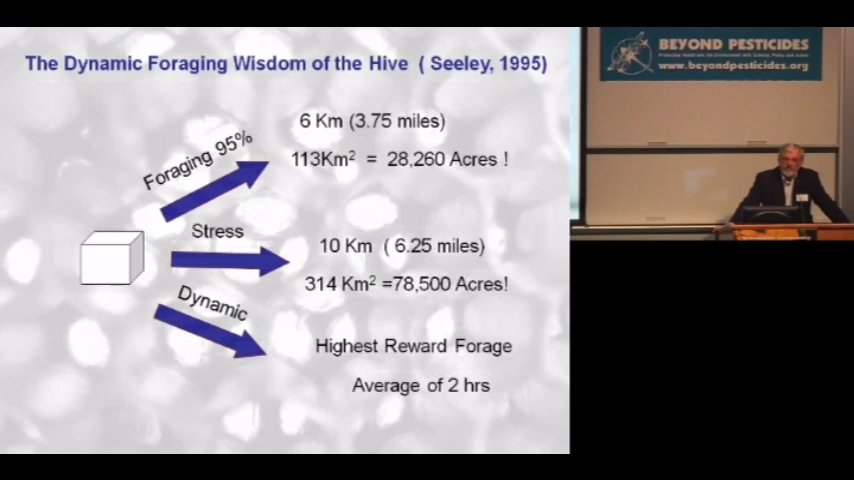 The Dynamic Foraging Wisdom of the Hive ( Seeley, 1995)
Foraging 95%
6 Km (3.75 miles)
113Km² = 28,260 Acres !
Stress
10 Km ( 6.25 miles)
314 Km² =78,500 Acres!
Dynamic
Highest Reward Forage
Average of 2 hrs
BEYOND PESTICIDES
www.beyondpesticides.org